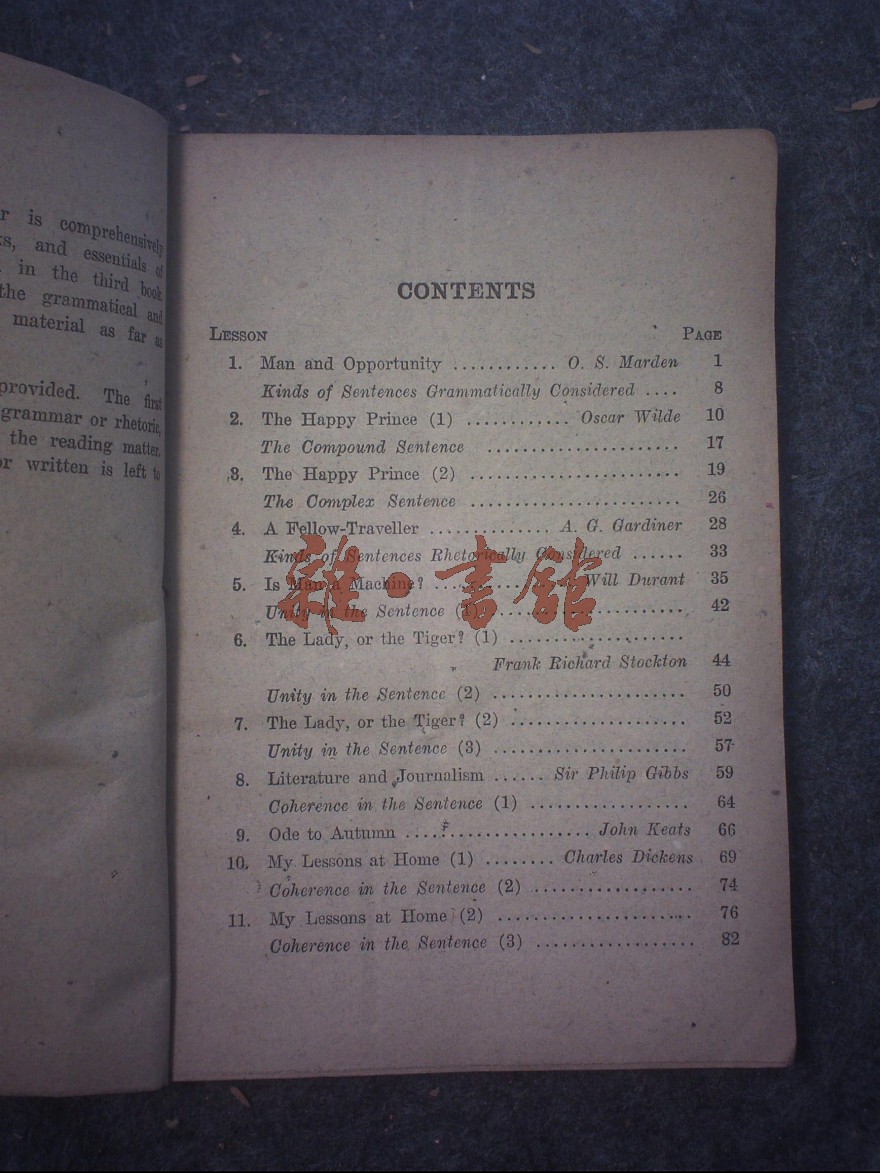 r is comprehensively
ks, and essentials of
in the third book
the grammatical and
material as far as
provided. The first
grammar or rhetoric,
the reading matter.
or written is left to
CONTENTS
LESSON PAGE
1. Man and Opportunity ............ O. S. Marden 1
Kinds of Sentences Grammatically Considered .... 8
2. The Happy Prince (1) ............ Oscar Wilde 10
The Compound Sentence ....................... 17
3. The Happy Prince (2) ......................... 19
The Complex Sentence ......................... 26
4. A Fellow-Traveller .............. A. G. Gardiner 28
Kinds of Sentences Rhetorically Considered ...... 33
5. Is Man a Machine? ................ Will Durant 35
Unity in the Sentence (1) ...................... 42
6. The Lady, or the Tiger? (1) .....................
Frank Richard Stockton 44
Unity in the Sentence (2) ....................... 50
7. The Lady, or the Tiger? (2) ..................... 52
Unity in the Sentence (3) ....................... 57
8. Literature and Journalism ...... Sir Philip Gibbs 59
Coherence in the Sentence (1) ................... 64
9. Ode to Autumn ...................... John Keats 66
10. My Lessons at Home (1) ........ Charles Dickens 69
Coherence in the Sentence (2) ................... 74
11. My Lessons at Home (2) ....................... 76
Coherence in the Sentence (3) ................... 82
雜·書館